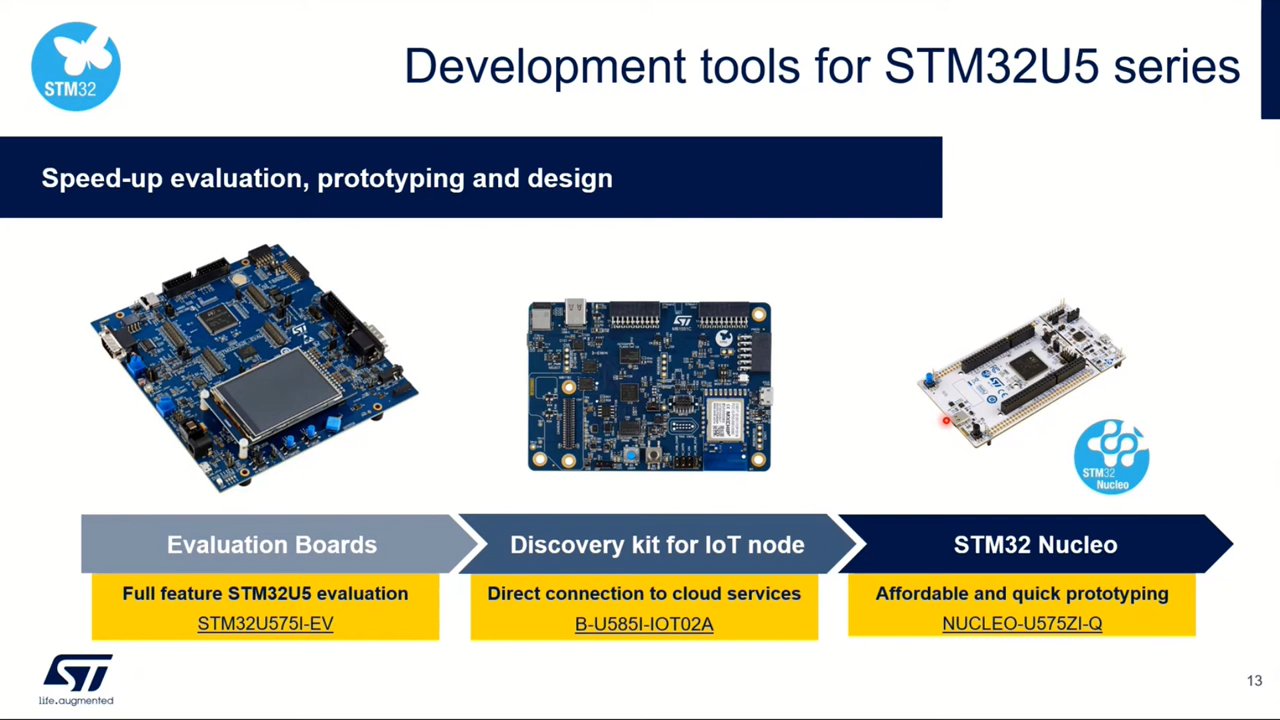 STM32
Development tools for STM32U5 series
Speed-up evaluation, prototyping and design
STM32
Nucleo
Evaluation Boards
Discovery kit for IoT node
STM32 Nucleo
Full feature STM32U5 evaluation
STM32U575I-EV
Direct connection to cloud services
B-U585I-IOT02A
Affordable and quick prototyping
NUCLEO-U575ZI-Q
ST
life.augmented
13